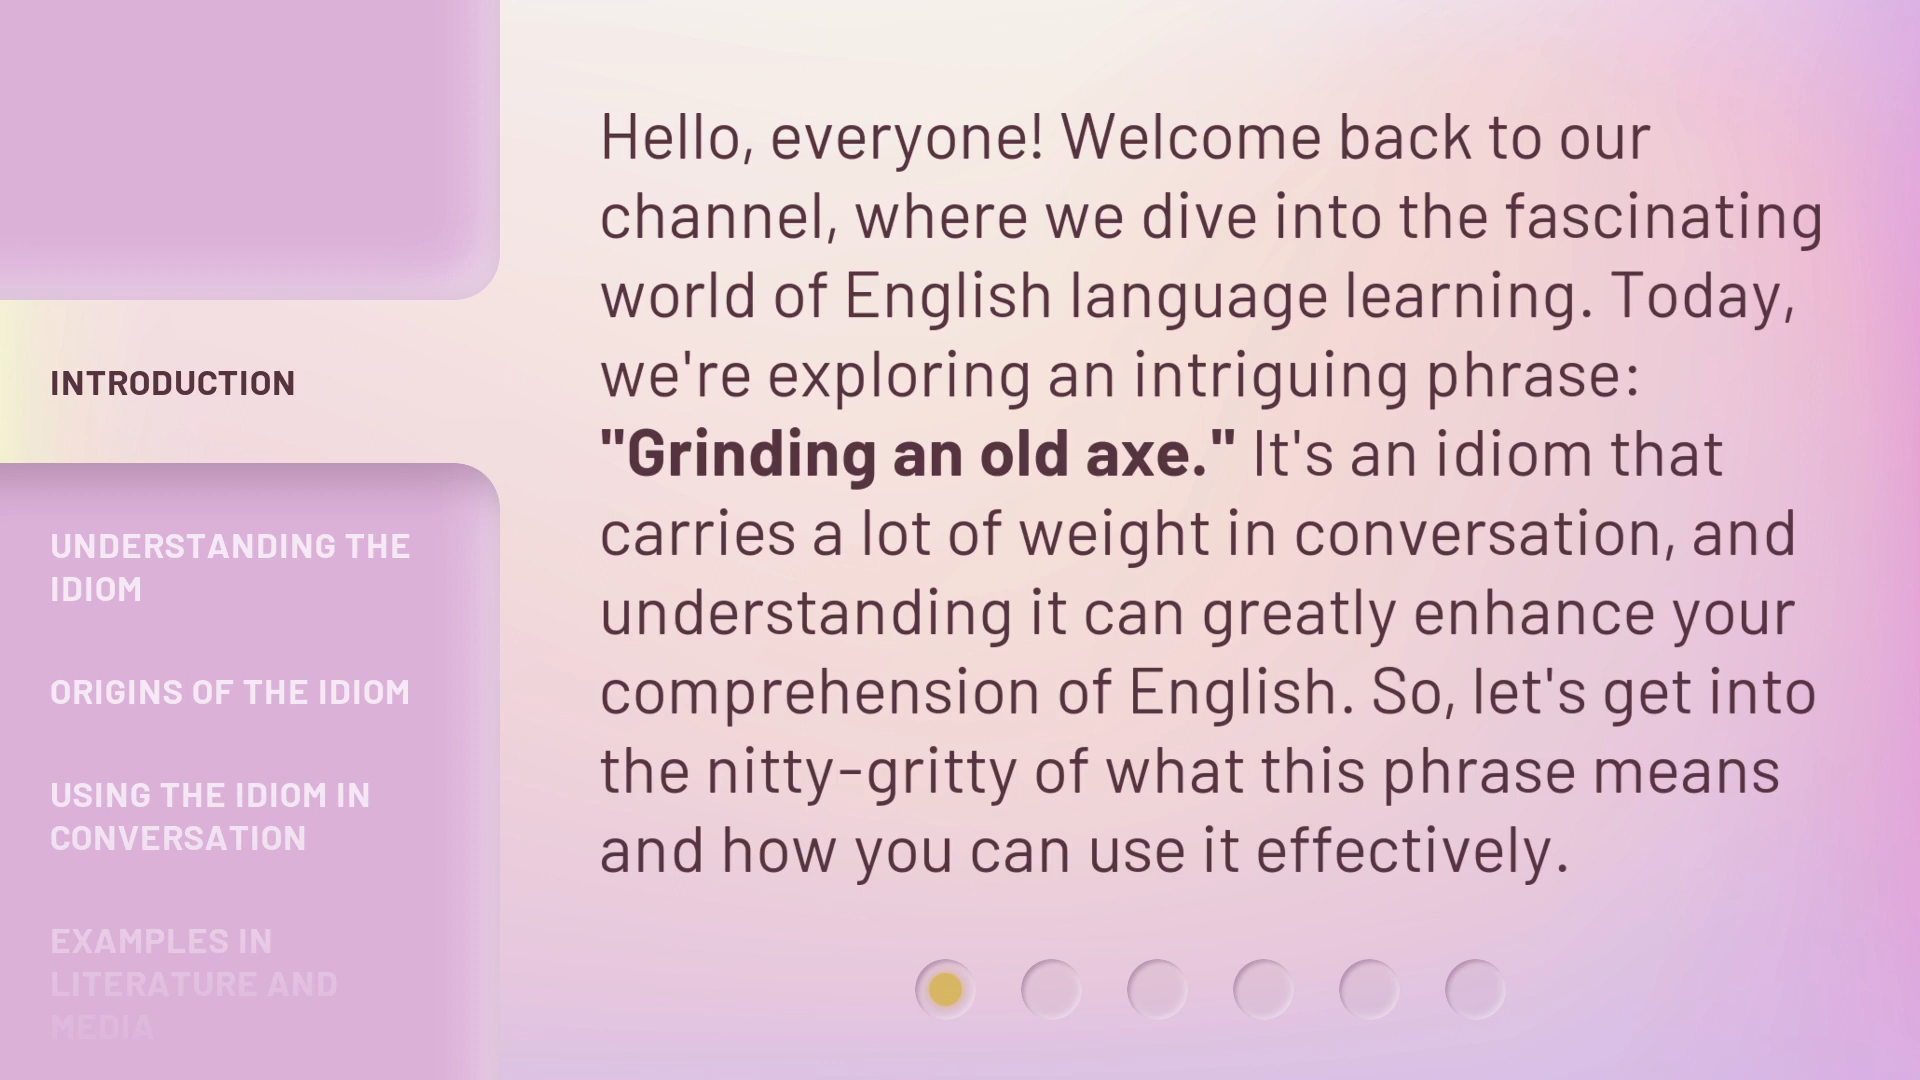 INTRODUCTION
UNDERSTANDING THE
IDIOM
ORIGINS OF THE IDIOM
USING THE IDIOM IN
CONVERSATION
EXAMPLES IN
LITERATURE AND
MEDIA
Hello, everyone! Welcome back to our
channel, where we dive into the fascinating
world of English language learning. Today,
we're exploring an intriguing phrase:
"Grinding an old axe." It's an idiom that
carries a lot of weight in conversation, and
understanding it can greatly enhance your
comprehension of English. So, let's get into
the nitty-gritty of what this phrase means
and how you can use it effectively.